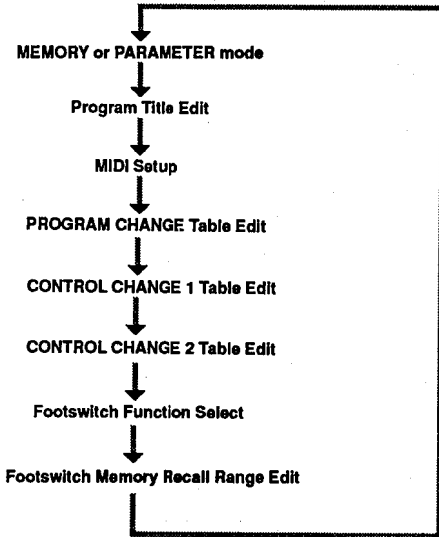 MEMORY or PARAMETER mode
Program Title Edit
MIDI Setup
PROGRAM CHANGE Table Edit
CONTROL CHANGE 1 Table Edit
CONTROL CHANGE 2 Table Edit
Footswitch Function Select
Footswitch Memory Recall Range Edit